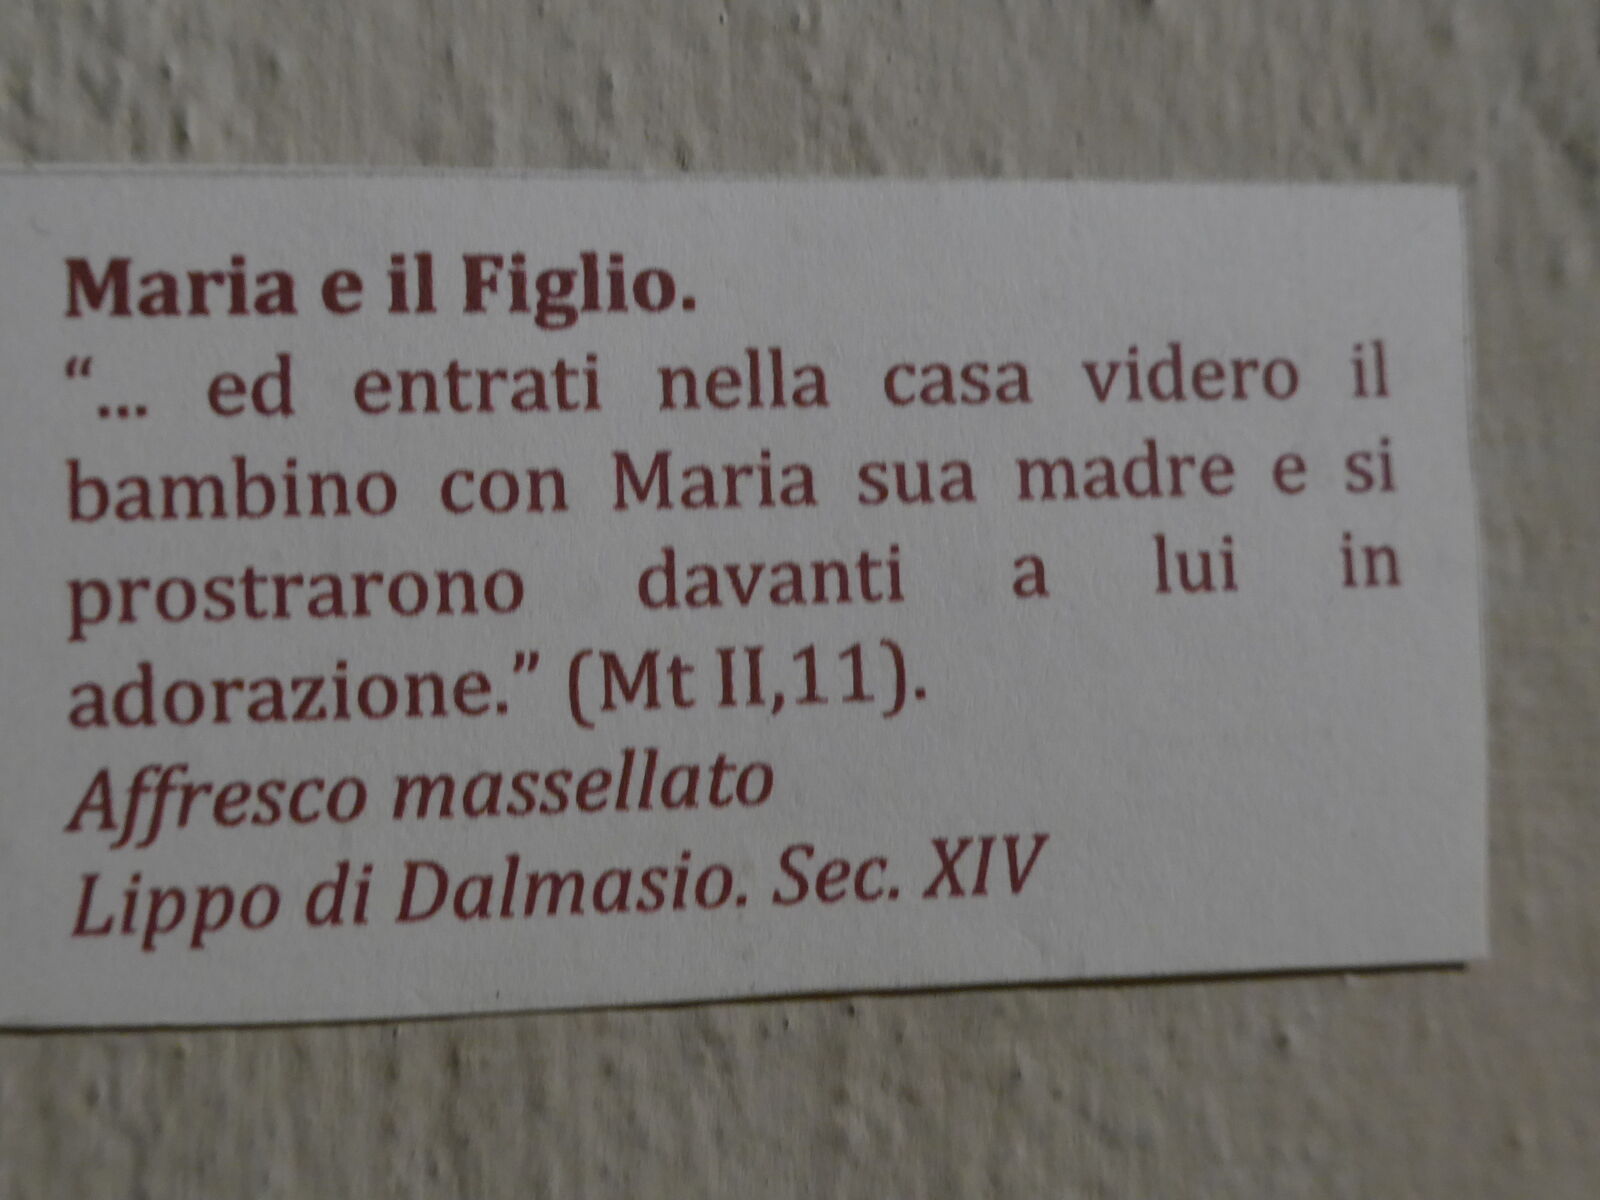 Maria e il Figlio.
“... ed entrati nella casa videro il
bambino con Maria sua madre e si
prostrarono davanti a lui in
adorazione.” (Mt II,11).
Affresco massellato
Lippo di Dalmasio. Sec. XIV